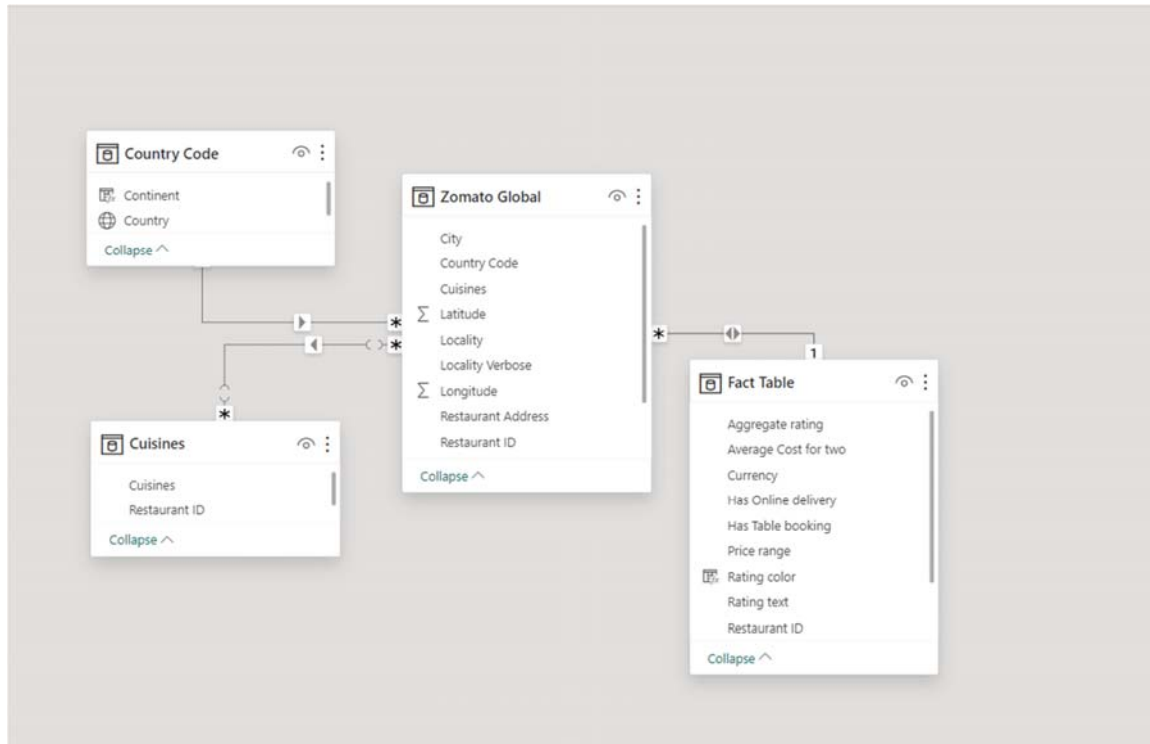 Country Code
Continent
Country
Collapse
Zomato Global
City
Country Code
Cuisines
Σ Latitude
Locality
Locality Verbose
Σ Longitude
Restaurant Address
Restaurant ID
Collapse
*
*
*
1
*
Cuisines
Cuisines
Restaurant ID
Collapse
Fact Table
Aggregate rating
Average Cost for two
Currency
Has Online delivery
Has Table booking
Price range
Rating color
Rating text
Restaurant ID
Collapse